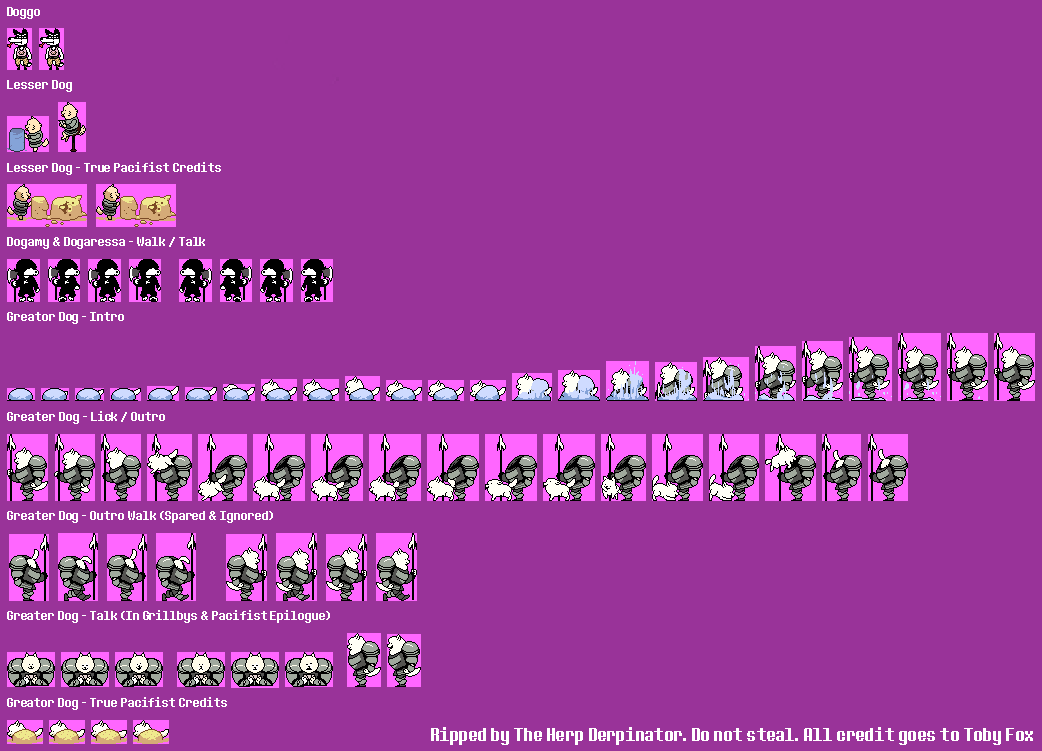 Doggo
Lesser Dog
Lesser Dog - True Pacifist Credits
Dogamy & Dogaressa - Walk / Talk
Greator Dog - Intro
Greater Dog - Lick / Outro
Greater Dog - Outro Walk (Spared & Ignored)
Greater Dog - Talk (In Grillbys & Pacifist Epilogue)
Greator Dog - True Pacifist Credits
Ripped by The Herp Derpinator. Do not steal. All credit goes to Toby Fox